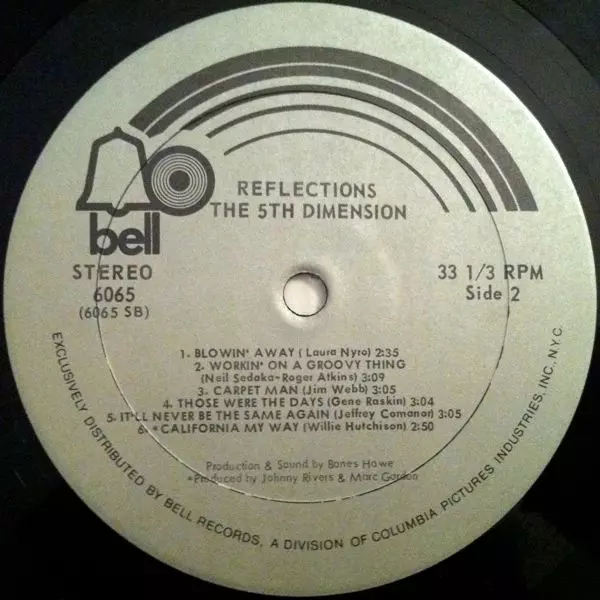 REFLECTIONS
THE 5TH DIMENSION
bell
STEREO
6065
(6065 SB)
33 1/3 RPM
Side 2
1. BLOWIN' AWAY (Laura Nyro) 2:35
2. WORKIN' ON A GROOVY THING
(Neil Sedaka-Roger Atkins) 3:09
3. CARPET MAN (Jim Webb) 3:05
4. THOSE WERE THE DAYS (Gene Raskin) 3:04
5. IT'LL NEVER BE THE SAME AGAIN (Jeffrey Comanor) 3:05
6. *CALIFORNIA MY WAY (Willie Hutchison) 2:50
Production & Sound by Bones Howe
*Produced by Johnny Rivers & Marc Gordon
EXCLUSIVELY DISTRIBUTED BY BELL RECORDS, A DIVISION OF COLUMBIA PICTURES INDUSTRIES, INC. N.Y.C.